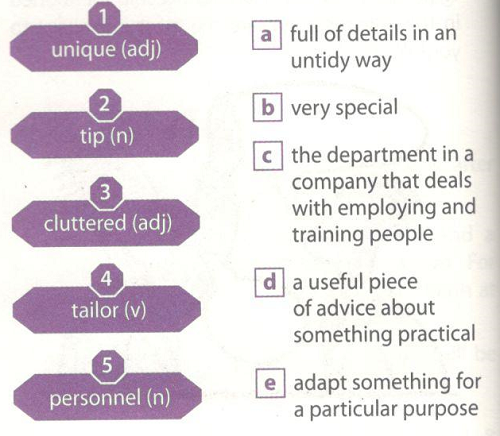 1
unique (adj)
2
tip (n)
3
cluttered (adj)
4
tailor (v)
5
personnel (n)
a full of details in an
untidy way
b very special
c the department in a
company that deals
with employing and
training people
d a useful piece
of advice about
something practical
e adapt something for
a particular purpose